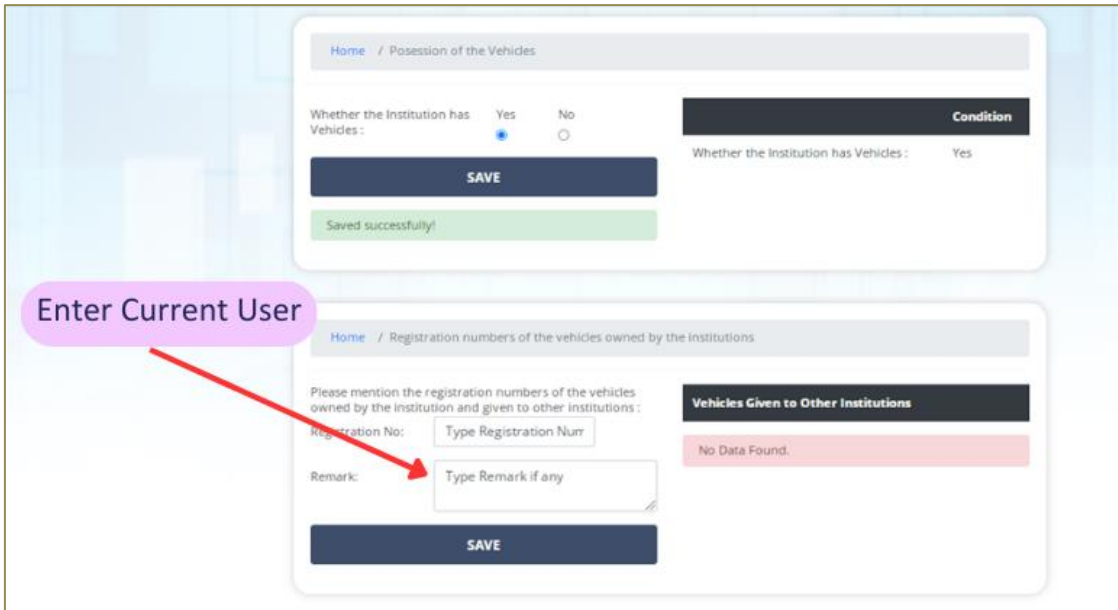 Home / Posession of the Vehicles
Whether the Institution has Yes No
Vehicles :
SAVE
Saved successfully!
Condition
Whether the Institution has Vehicles : Yes
Enter Current User
Home / Registration numbers of the vehicles owned by the institutions
Please mention the registration numbers of the vehicles
owned by the institution and given to other institutions :
Registration No: Type Registration Num
Remark: Type Remark if any
SAVE
Vehicles Given to Other Institutions
No Data Found.